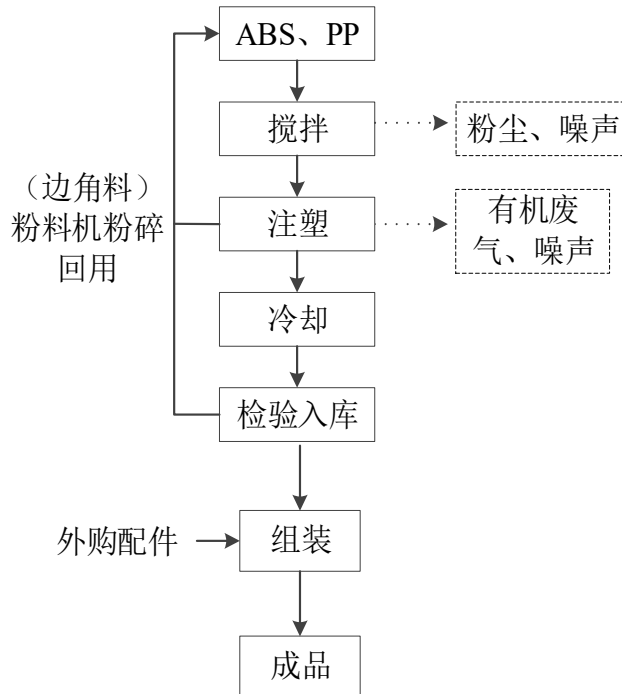 ABS、PP
搅拌
粉尘、噪声
（边角料）
粉料机粉碎
回用
注塑
有机废
气、噪声
冷却
检验入库
外购配件
组装
成品